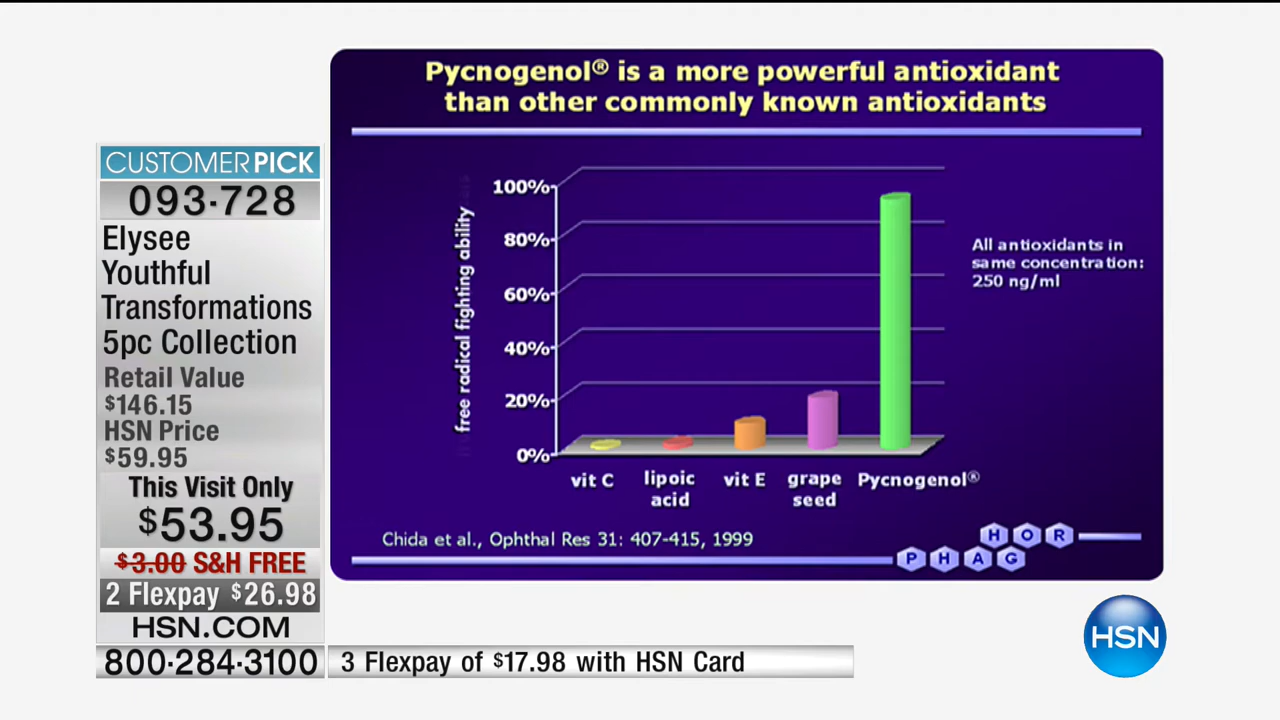 Pycnogenol® is a more powerful antioxidant
than other commonly known antioxidants
CUSTOMER PICK
093·728
Elysee
Youthful
Transformations
5pc Collection
Retail Value
$146.15
HSN Price
$59.95
This Visit Only
$53.95
$3.00 S&H FREE
2 Flexpay $26.98
HSN.COM
800·284·3100
3 Flexpay of $17.98 with HSN Card
free radical fighting ability
100%
80%
60%
40%
20%
0%
vit C
lipoic
acid
vit E
grape
seed
Pycnogenol®
All antioxidants in
same concentration:
250 ng/ml
Chida et al., Ophthal Res 31: 407-415, 1999
HOR
PHAG
HSN